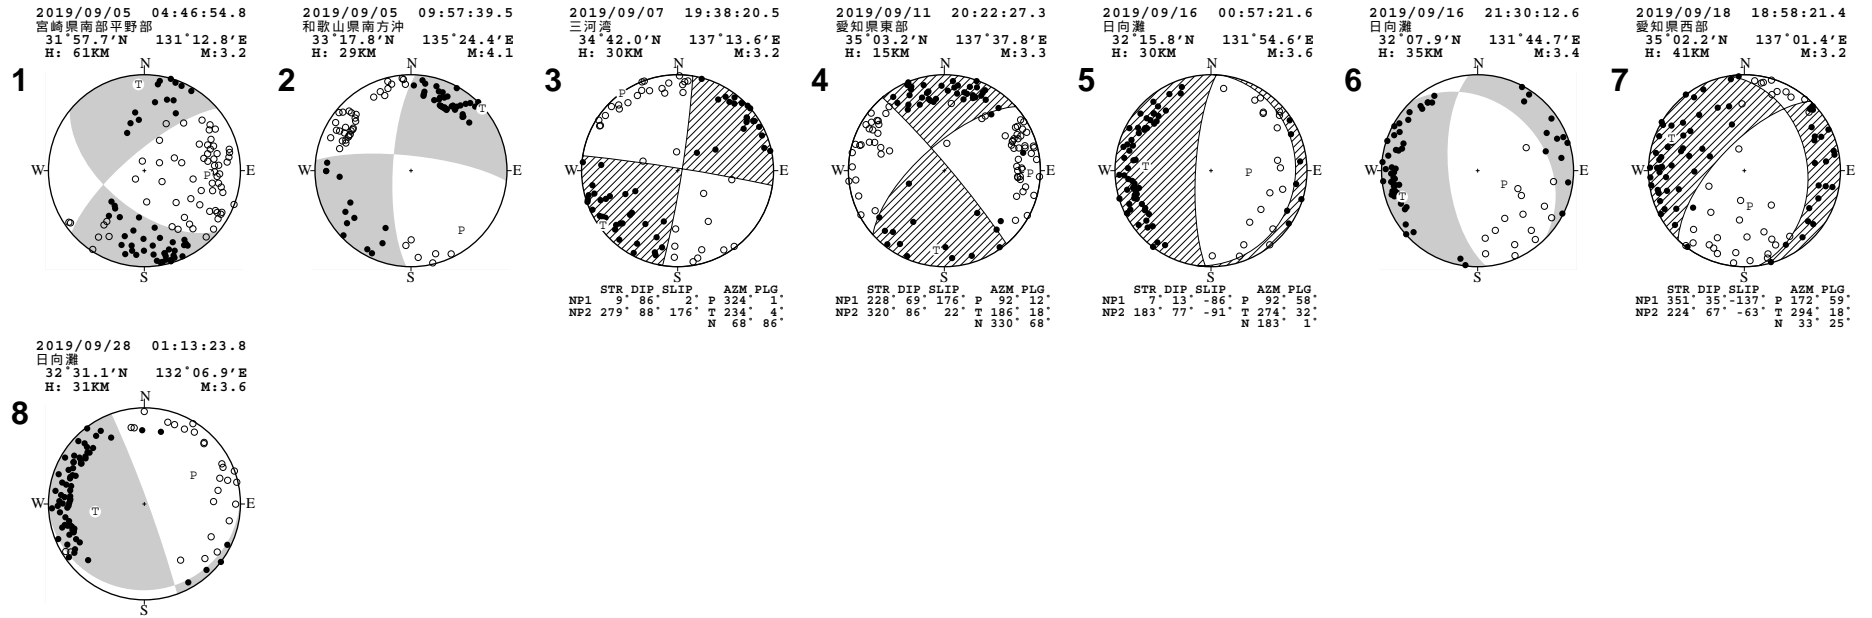 1
2019/09/05 04:46:54.8
宮崎県南部平野部
31°57.7′N 131°12.8′E
H: 61KM M:3.2
N
W
E
S
T
P
2
2019/09/05 09:57:39.5
和歌山県南方沖
33°17.8′N 135°24.4′E
H: 29KM M:4.1
N
W
E
S
T
P
3
2019/09/07 19:38:20.5
三河湾
34°42.0′N 137°13.6′E
H: 30KM M:3.2
N
W
E
S
P
T
STR DIP SLIP AZM PLG
NP1 9° 86° 2° P 324° 1°
NP2 279° 88° 176° T 234° 4°
N 68° 86°
4
2019/09/11 20:22:27.3
愛知県東部
35°03.2′N 137°37.8′E
H: 15KM M:3.3
N
W
E
S
P
T
STR DIP SLIP AZM PLG
NP1 228° 69° 176° P 92° 12°
NP2 320° 86° 22° T 186° 18°
N 330° 68°
5
2019/09/16 00:57:21.6
日向灘
32°15.8′N 131°54.6′E
H: 30KM M:3.2
N
W
E
S
T
P
STR DIP SLIP AZM PLG
NP1 7° 13° -86° P 92° 58°
NP2 183° 77° -91° T 274° 32°
N 183° 1°
6
2019/09/16 21:30:12.6
日向灘
32°07.9′N 131°44.7′E
H: 35KM M:3.4
N
W
E
S
P
T
7
2019/09/18 18:58:21.4
愛知県西部
35°02.2′N 137°01.4′E
H: 41KM M:3.2
N
W
E
S
T
P
STR DIP SLIP AZM PLG
NP1 351° 35° -137° P 172° 59°
NP2 224° 67° -63° T 294° 18°
N 33° 25°
8
2019/09/28 01:13:23.8
日向灘
32°31.1′N 132°06.9′E
H: 31KM M:3.6
N
W
E
S
P
T